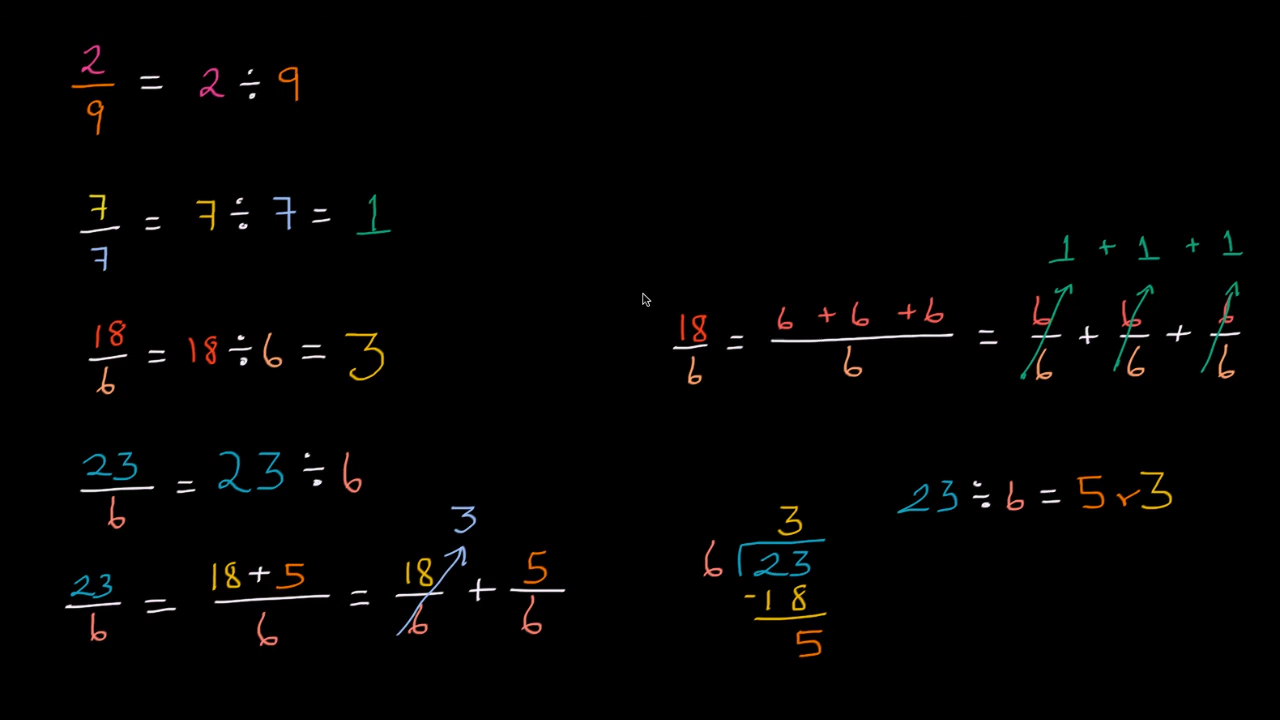 2/9 = 2 ÷ 9
7/7 = 7 ÷ 7 = 1
18/6 = 18 ÷ 6 = 3
23/6 = 23 ÷ 6
3
23/6 = (18 + 5)/6 = 18/6 + 5/6
1 + 1 + 1
18/6 = (6 + 6 + 6)/6 = 6/6 + 6/6 + 6/6
23 ÷ 6 = 5 r 3
3
6 23
-18
5